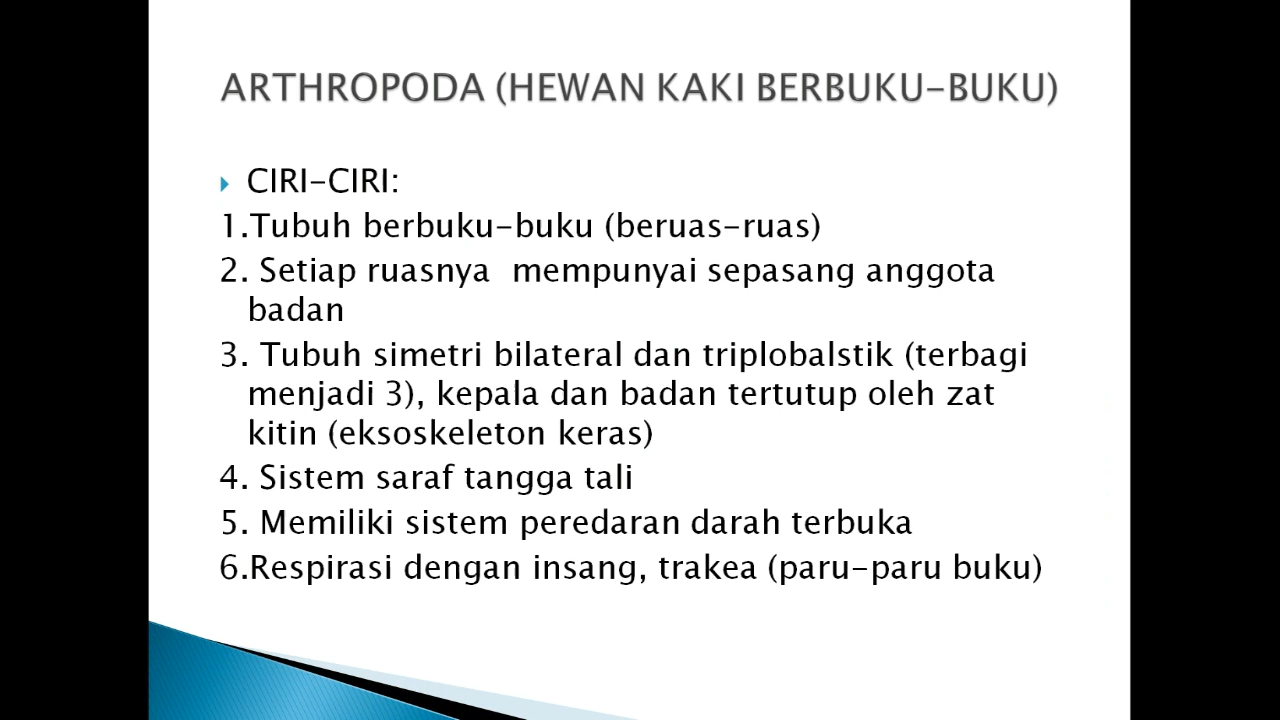 ARTHROPODA (HEWAN KAKI BERBUKU-BUKU)
CIRI-CIRI:
1.Tubuh berbuku-buku (beruas-ruas)
2. Setiap ruasnya  mempunyai sepasang anggota
badan
3. Tubuh simetri bilateral dan triplobalstik (terbagi
menjadi 3), kepala dan badan tertutup oleh zat
kitin (eksoskeleton keras)
4. Sistem saraf tangga tali
5. Memiliki sistem peredaran darah terbuka
6.Respirasi dengan insang, trakea (paru-paru buku)